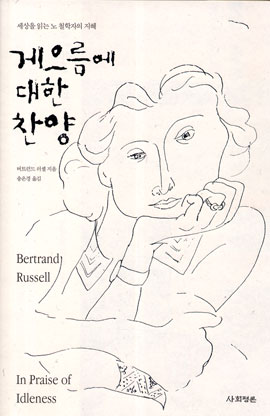 세상을 읽는 노 철학자의 지혜
게으름에
대한
찬양
버트런드 러셀 지음
송은경 옮김
Bertrand
Russell
In Praise of
Idleness
사회평론